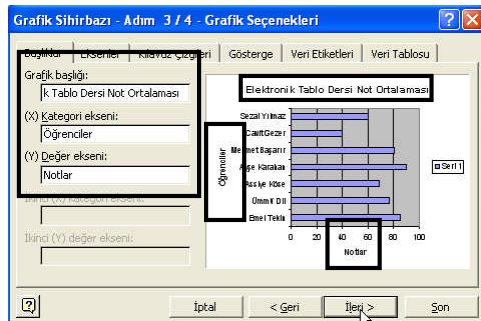 Grafik Sihirbazı - Adım 3 / 4 - Grafik Seçenekleri
Başlıklar Eksenler Kılavuz Çizgileri Gösterge Veri Etiketleri Veri Tablosu
Grafik başlığı:
k Tablo Dersi Not Ortalaması
(X) Kategori ekseni:
Öğrenciler
(Y) Değer ekseni:
Notlar
İkinci (X) kategori ekseni:
İkinci (Y) değer ekseni:
Elektronik Tablo Dersi Not Ortalaması
Öğrenciler
Sezai Yılmaz
Cavit Gezer
Mehmet Başarır
Ayşe Karakan
Assiye Köse
Ümmü Dil
Emel Tekin
0 20 40 60 80 100
Notlar
Seri 1
İptal < Geri İleri > Son